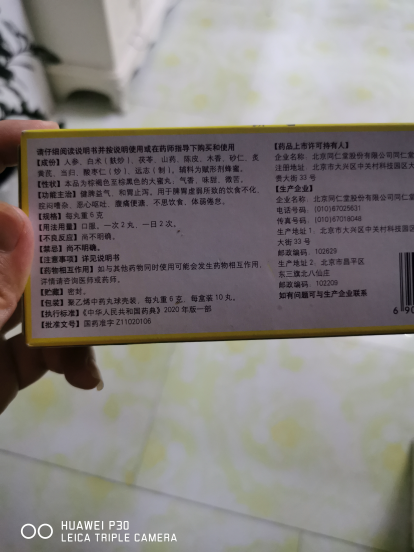 请仔细阅读说明书并按说明使用或在药师指导下购买和使用
【成份】人参、白术(麸炒)、茯苓、山药、陈皮、木香、砂仁、炙
黄芪、当归、酸枣仁(炒)、远志(制)。辅料为赋形剂蜂蜜。
【性状】本品为棕褐色至棕黑色的大蜜丸;气香,味甜、微苦。
【功能主治】健脾益气,和胃止泻。用于脾胃虚弱所致的饮食不化、
脘闷嘈杂、恶心呕吐、腹痛便溏、不思饮食、体弱倦怠。
【规格】每丸重6克
【用法用量】口服。一次2丸,一日2次。
【不良反应】尚不明确。
【禁忌】尚不明确。
【注意事项】详见说明书
【药物相互作用】如与其他药物同时使用可能会发生药物相互作用,
详情请咨询医师或药师。
【贮藏】密封。
【包装】聚乙烯中药丸球壳装,每丸重6克,每盒装10丸。
【执行标准】《中华人民共和国药典》2020年版一部
【批准文号】国药准字Z11020106
【药品上市许可持有人】
企业名称:北京同仁堂股份有限公司同仁堂
注册地址:北京市大兴区中关村科技园区大
贵大街33号
【生产企业】
企业名称:北京同仁堂股份有限公司同仁
电话号码:(010)67025631
传真号码:(010)67018048
生产地址1:北京市大兴区中关村科技园区
大街33号
邮政编码:102629
生产地址2:北京市昌平区
东三旗北八仙庄
邮政编码:102209
如有问题可与生产企业联系
6 90
HUAWEI P30
LEICA TRIPLE CAMERA